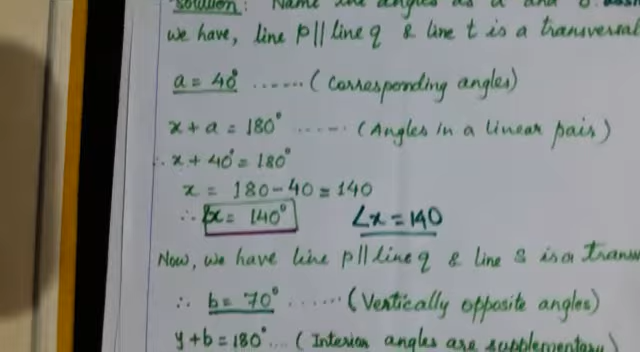 Solution: Name the angles as a and b.
we have, line p || line q & line t is a transversal
a = 40° ...... (Corresponding angles)
x + a = 180° ...... (Angles in a linear pair)
∴ x + 40° = 180°
x = 180 - 40 = 140
∴ x = 140° ∠x = 140
Now, we have line p || line q & line s is a
∴ b = 70° ...... (Vertically opposite angles)
y + b = 180° ... (Interior angles are supplementary)